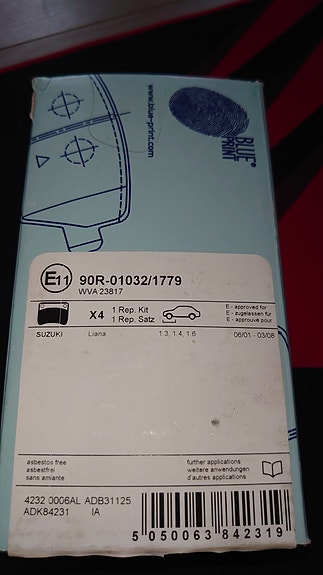 www.blue-print.com
BLUE
PRINT
E11 90R-01032/1779
WVA 23817
X4 1 Rep. Kit
1 Rep. Satz
E - approved for
E - zugelassen für
E - approuvé pour
SUZUKI Liana 1.3, 1.4, 1.6 06/01 - 03/08
asbestos free
asbestfrei
sans amiante
further applications
weitere anwendungen
d'autres applications
4232 0006AL ADB31125
ADK84231 IA
5 050063 842319